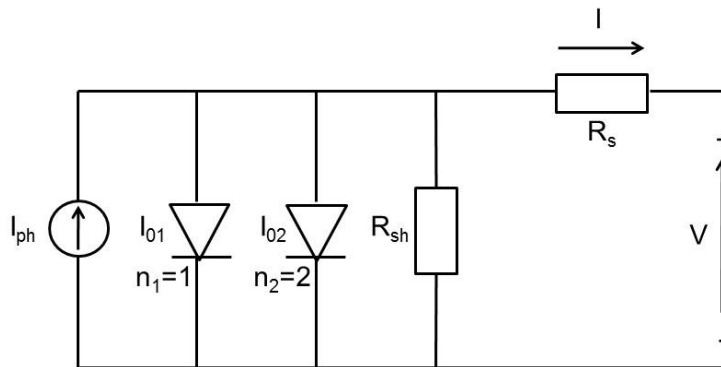 I
R_s
I_ph
I_01
n_1=1
I_02
n_2=2
R_sh
V